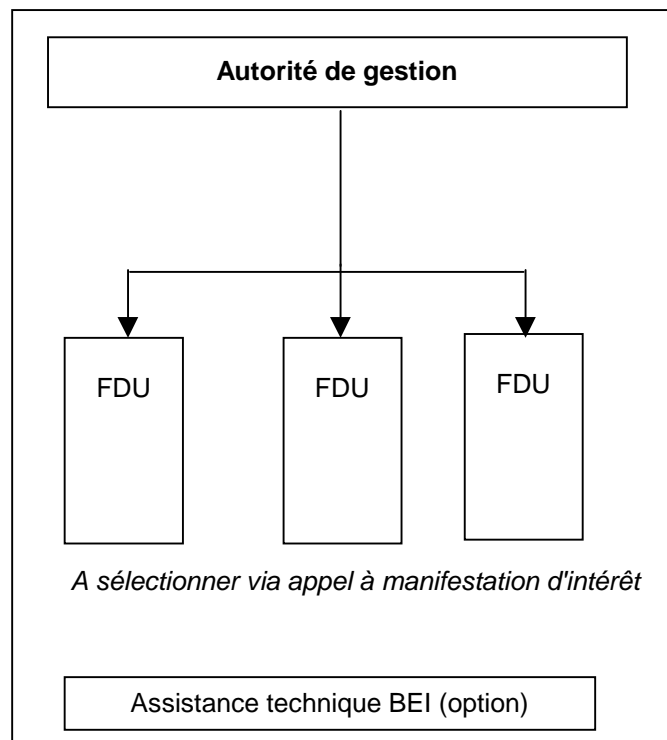 Autorité de gestion
FDU
FDU
FDU
A sélectionner via appel à manifestation d'intérêt
Assistance technique BEI (option)